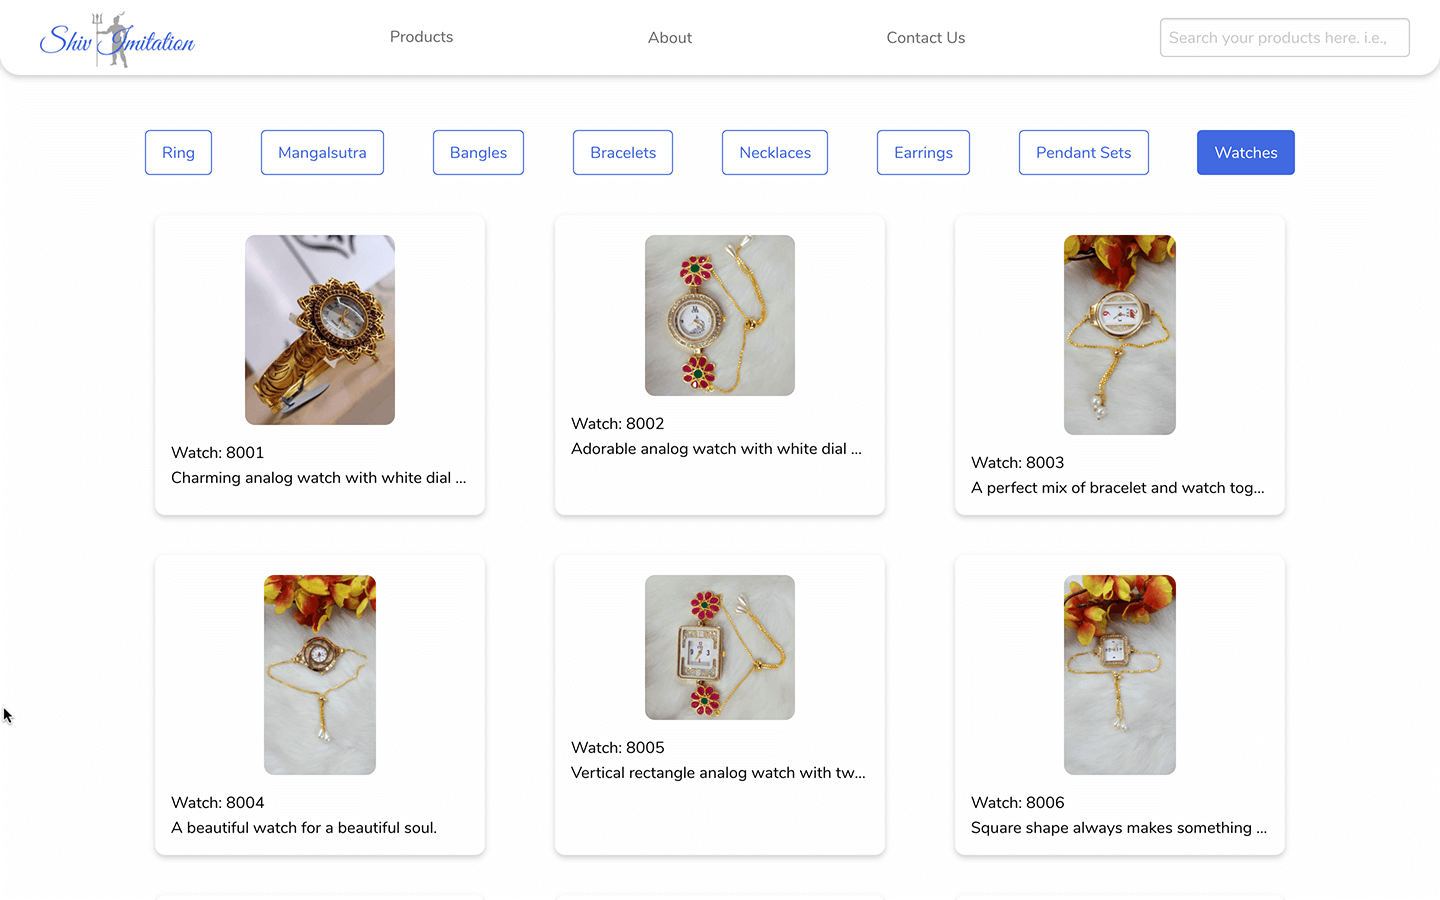 Shiv Imitation
Products
About
Contact Us
Search your products here. i.e.,
Ring
Mangalsutra
Bangles
Bracelets
Necklaces
Earrings
Pendant Sets
Watches
Watch: 8001
Charming analog watch with white dial ...
Watch: 8002
Adorable analog watch with white dial ...
Watch: 8003
A perfect mix of bracelet and watch tog...
Watch: 8004
A beautiful watch for a beautiful soul.
Watch: 8005
Vertical rectangle analog watch with tw...
Watch: 8006
Square shape always makes something ...